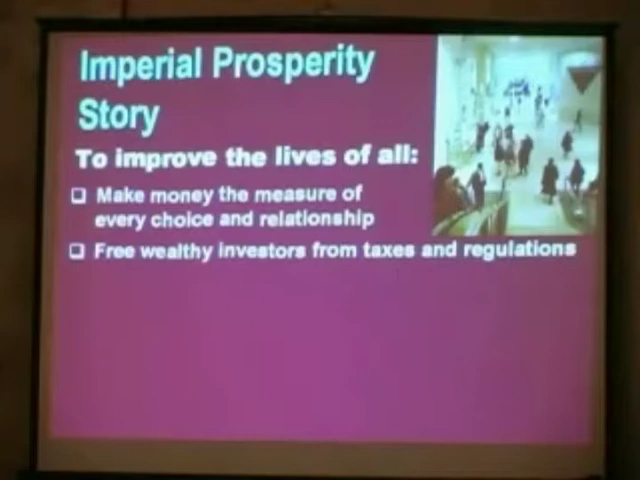 Imperial Prosperity
Story
To improve the lives of all:
❑ Make money the measure of
every choice and relationship
❑ Free wealthy investors from taxes and regulations